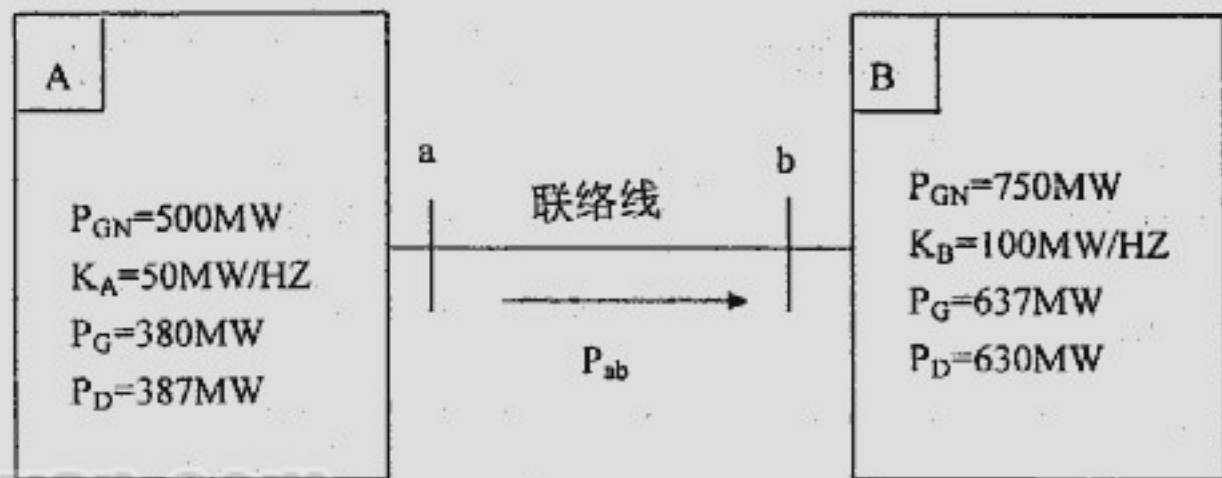 A
P_GN=500MW
K_A=50MW/HZ
P_G=380MW
P_D=387MW
a
联络线
P_ab
b
B
P_GN=750MW
K_B=100MW/HZ
P_G=637MW
P_D=630MW